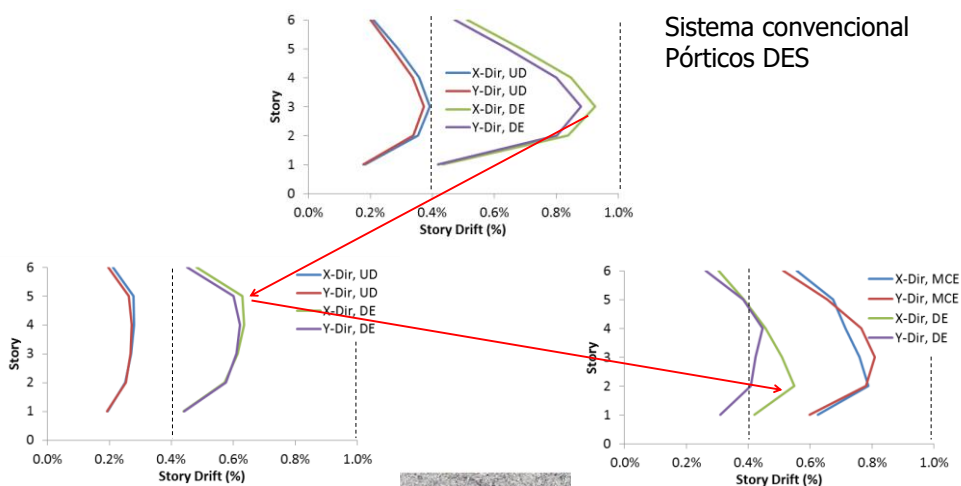 Sistema convencional
Pórticos DES
6
5
4
3
2
1
0
Story
X-Dir, UD
Y-Dir, UD
X-Dir, DE
Y-Dir, DE
0.0% 0.2% 0.4% 0.6% 0.8% 1.0%
Story Drift (%)
6
5
4
3
2
1
0
Story
X-Dir, UD
Y-Dir, UD
X-Dir, DE
Y-Dir, DE
0.0% 0.2% 0.4% 0.6% 0.8% 1.0%
Story Drift (%)
6
5
4
3
2
1
0
Story
X-Dir, MCE
Y-Dir, MCE
X-Dir, DE
Y-Dir, DE
0.0% 0.2% 0.4% 0.6% 0.8% 1.0%
Story Drift (%)